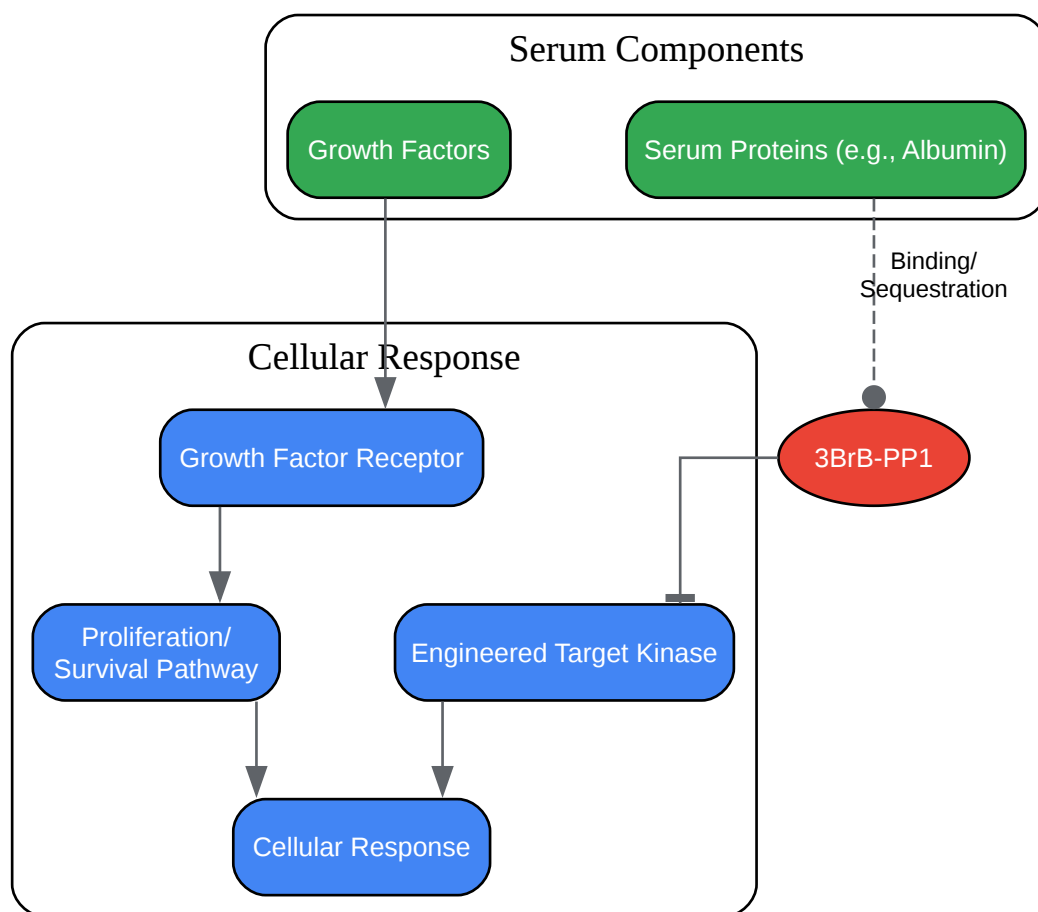 Serum Components
Growth Factors
Serum Proteins (e.g., Albumin)
Binding/
Sequestration
Cellular Response
Growth Factor Receptor
3BrB-PP1
Proliferation/
Survival Pathway
Engineered Target Kinase
Cellular Response